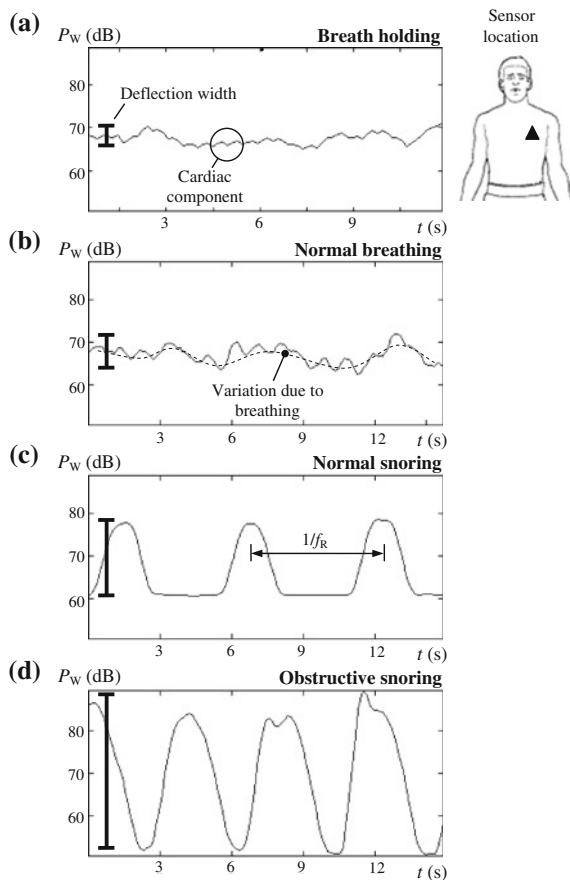 (a)
P_W (dB)
Breath holding
Sensor
location
80
Deflection width
70
60
Cardiac
component
3
6
9
t (s)
(b)
P_W (dB)
Normal breathing
80
70
60
Variation due to
breathing
3
6
9
12
t (s)
(c)
P_W (dB)
Normal snoring
80
70
60
1/f_R
3
6
9
12
t (s)
(d)
P_W (dB)
Obstructive snoring
80
70
60
3
6
9
12
t (s)